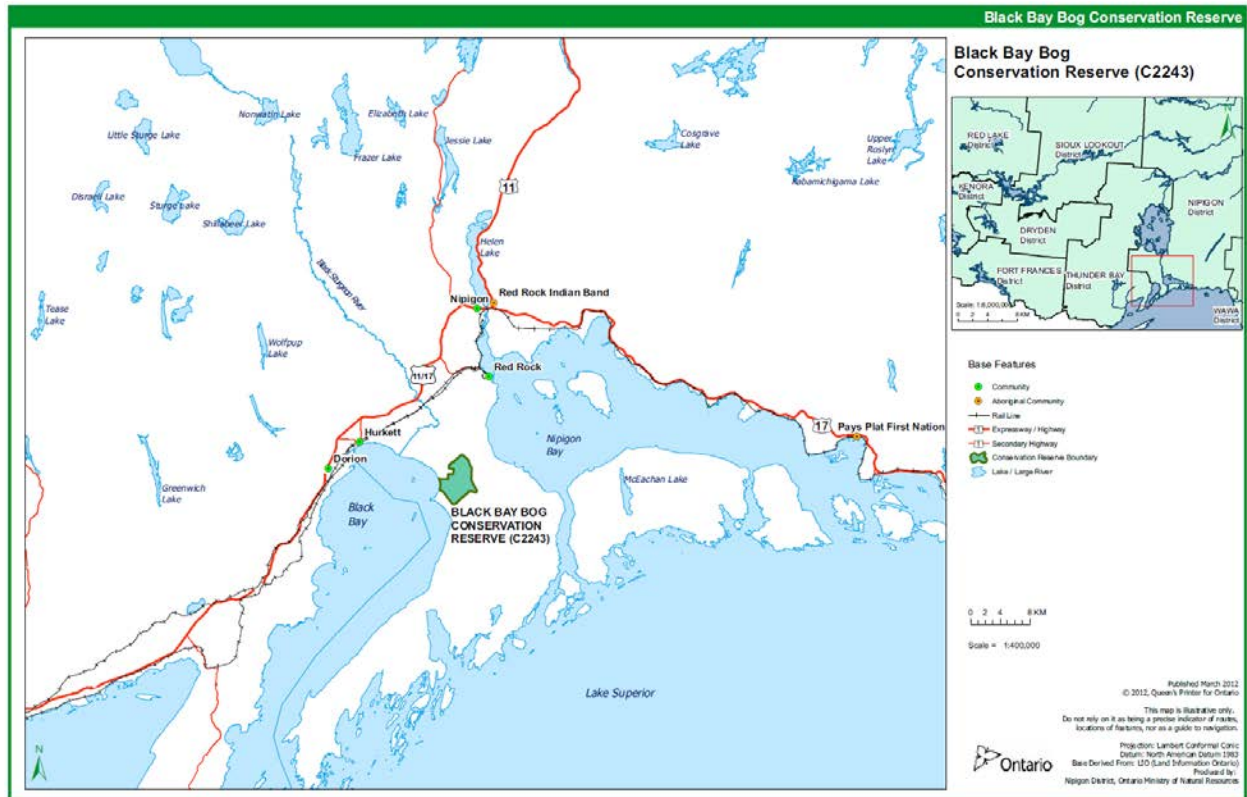 Black Bay Bog Conservation Reserve
Black Bay Bog
Conservation Reserve (C2243)
Nonwatin Lake
Elizabeth Lake
Little Sturge Lake
Frazer Lake
Jessie Lake
Cosgrave
Lake
Upper
Roslyn
Lake
Kabamichigama Lake
11
Disraeli Lake
Sturge Lake
Shillabeer Lake
Helen
Lake
Black Sturgeon River
Red Rock Indian Band
Nipigon
Tease
Lake
Wolfpup
Lake
11/17
Red Rock
17
Pays Plat First Nation
Hurkett
Nipigon
Bay
Dorion
Greenwich
Lake
McEachan Lake
Black
Bay
BLACK BAY BOG
CONSERVATION
RESERVE (C2243)
Lake Superior
N
N
RED LAKE
District
SIOUX LOOKOUT
District
KENORA
District
NIPIGON
District
DRYDEN
District
FORT FRANCES
District
THUNDER BAY
District
WAWA
District
0 2 4 8 KM
Base Features
Community
Aboriginal Community
Rail Line
Expressway / Highway
Secondary Highway
Conservation Reserve Boundary
Lake / Large River
0 2 4 8 KM
Scale = 1:400,000
Published March 2012
© 2012, Queen's Printer for Ontario
This map is illustrative only.
Do not rely on it as being a precise indicator of routes,
locations of features, nor as a guide to navigation.
Projection: Lambert Conformal Conic
Datum: North American Datum 1983
Base Derived From: LIO (Land Information Ontario)
Produced by:
Nipigon District, Ontario Ministry of Natural Resources
Ontario